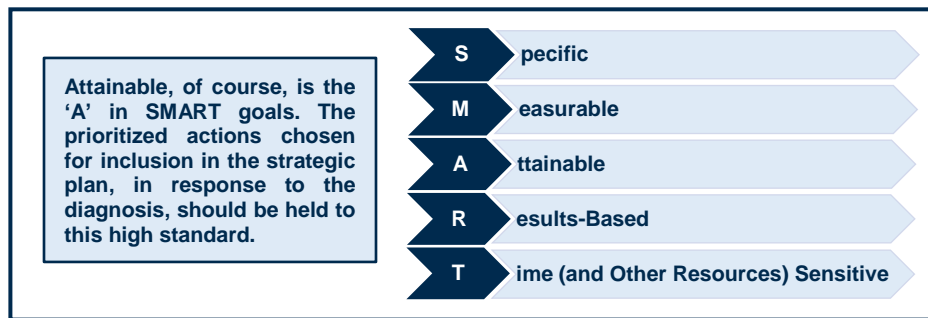 Attainable, of course, is the
‘A’ in SMART goals. The
prioritized actions chosen
for inclusion in the strategic
plan, in response to the
diagnosis, should be held to
this high standard.
S pecific
M easurable
A ttainable
R esults-Based
T ime (and Other Resources) Sensitive